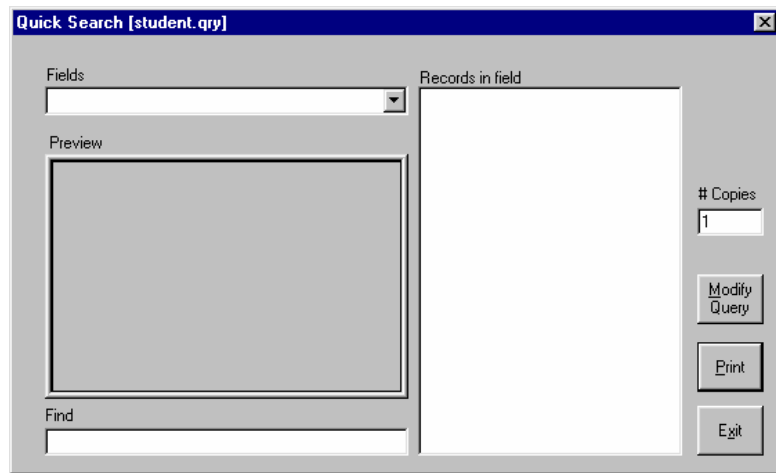 Quick Search [student.qry]
Fields
Records in field
Preview
# Copies
1
Modify
Query
Print
Find
Exit